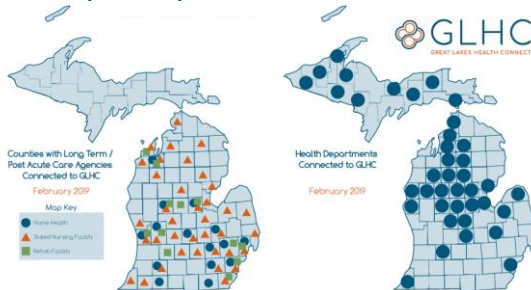 GLHC
GREAT LAKES HEALTH CONNECT
Counties with Long Term /
Post Acute Care Agencies
Connected to GLHC
February 2019
Map Key
Home Health
Skilled Nursing Facility
Rehab Facility
Health Departments
Connected to GLHC
February 2019